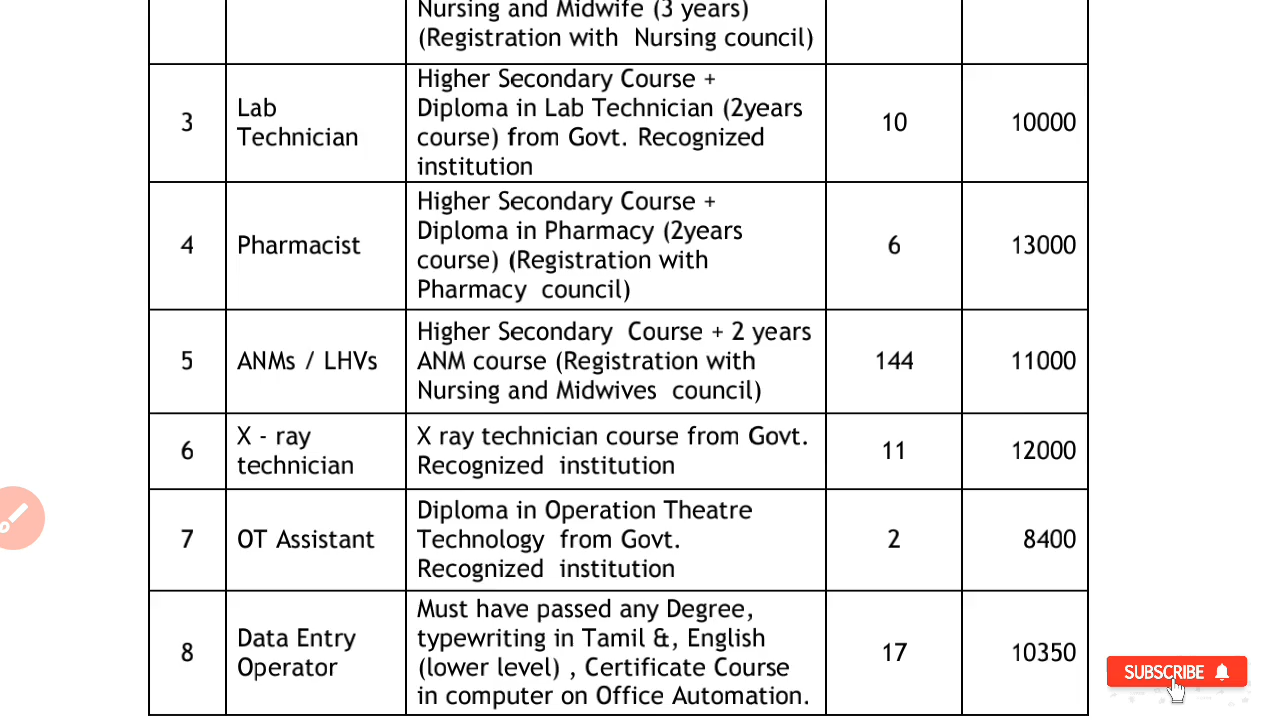 Nursing and Midwife (3 years)
(Registration with Nursing council)
3
Lab
Technician
Higher Secondary Course +
Diploma in Lab Technician (2years
course) from Govt. Recognized
institution
10
10000
4
Pharmacist
Higher Secondary Course +
Diploma in Pharmacy (2years
course) (Registration with
Pharmacy council)
6
13000
5
ANMs / LHVs
Higher Secondary Course + 2 years
ANM course (Registration with
Nursing and Midwives council)
144
11000
6
X - ray
technician
X ray technician course from Govt.
Recognized institution
11
12000
7
OT Assistant
Diploma in Operation Theatre
Technology from Govt.
Recognized institution
2
8400
8
Data Entry
Operator
Must have passed any Degree,
typewriting in Tamil &, English
(lower level) , Certificate Course
in computer on Office Automation.
17
10350
SUBSCRIBE